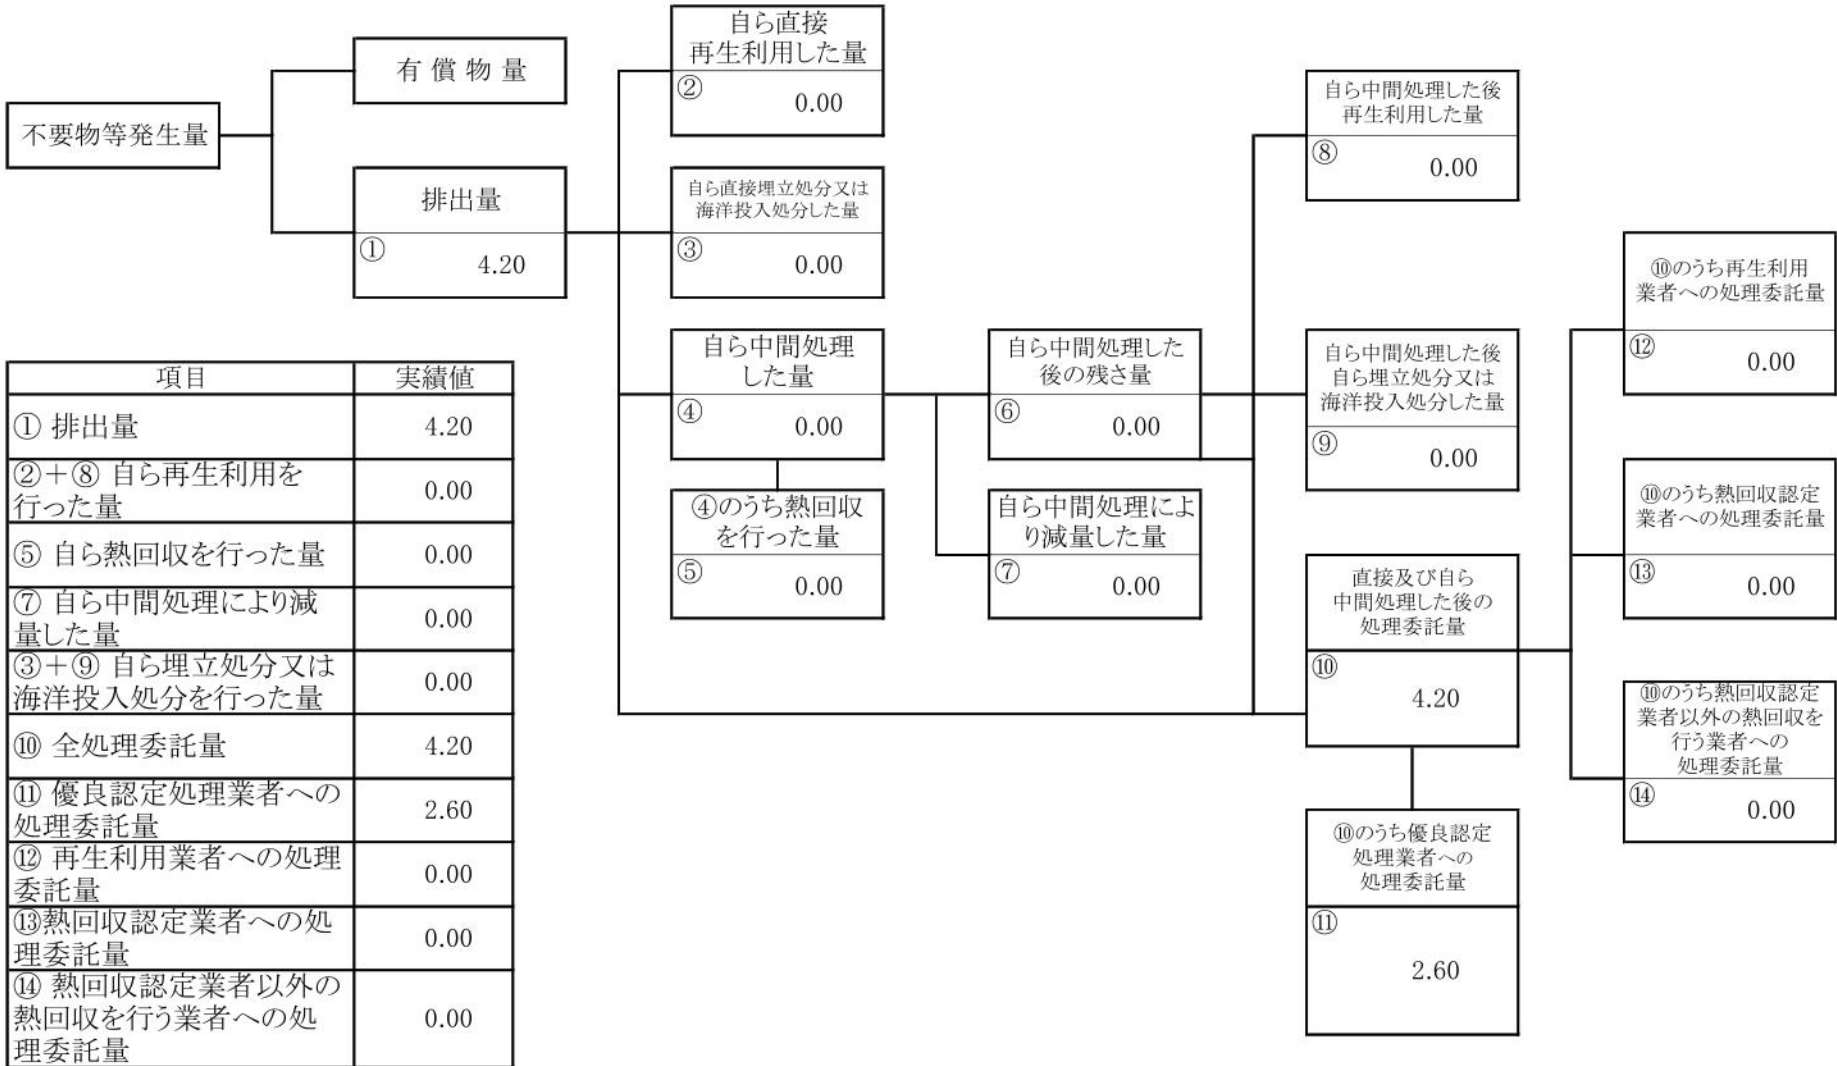 不要物等発生量
有 償 物 量
排出量
①
4.20
自ら直接
再生利用した量
②
0.00
自ら直接埋立処分又は
海洋投入処分した量
③
0.00
自ら中間処理
した量
④
0.00
④のうち熱回収
を行った量
⑤
0.00
自ら中間処理した
後の残さ量
⑥
0.00
自ら中間処理によ
り減量した量
⑦
0.00
自ら中間処理した後
再生利用した量
⑧
0.00
自ら中間処理した後
自ら埋立処分又は
海洋投入処分した量
⑨
0.00
直接及び自ら
中間処理した後の
処理委託量
⑩
4.20
⑩のうち優良認定
処理業者への
処理委託量
⑪
2.60
⑩のうち再生利用
業者への処理委託量
⑫
0.00
⑩のうち熱回収認定
業者への処理委託量
⑬
0.00
⑩のうち熱回収認定
業者以外の熱回収を
行う業者への
処理委託量
⑭
0.00
項目 実績値
① 排出量 4.20
②＋⑧ 自ら再生利用を
行った量
0.00
⑤ 自ら熱回収を行った量 0.00
⑦ 自ら中間処理により減
量した量
0.00
③＋⑨ 自ら埋立処分又は
海洋投入処分を行った量
0.00
⑩ 全処理委託量 4.20
⑪ 優良認定処理業者への
処理委託量
2.60
⑫ 再生利用業者への処理
委託量
0.00
⑬熱回収認定業者への処
理委託量
0.00
⑭ 熱回収認定業者以外の
熱回収を行う業者への処
理委託量
0.00